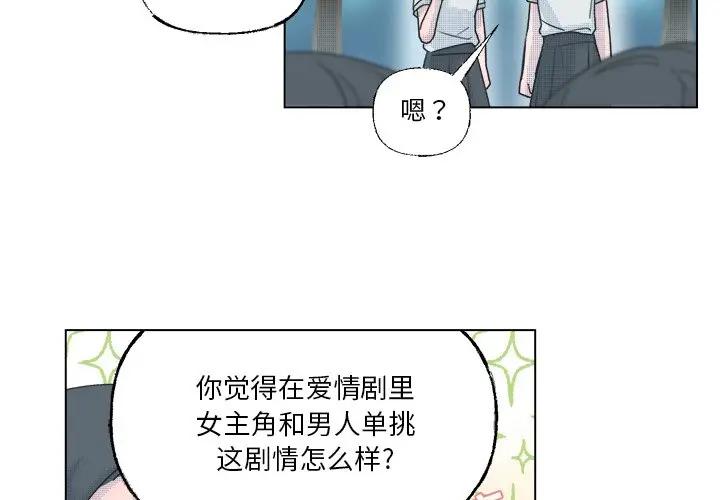 嗯？
你觉得在爱情剧里
女主角和男人单挑
这剧情怎么样?